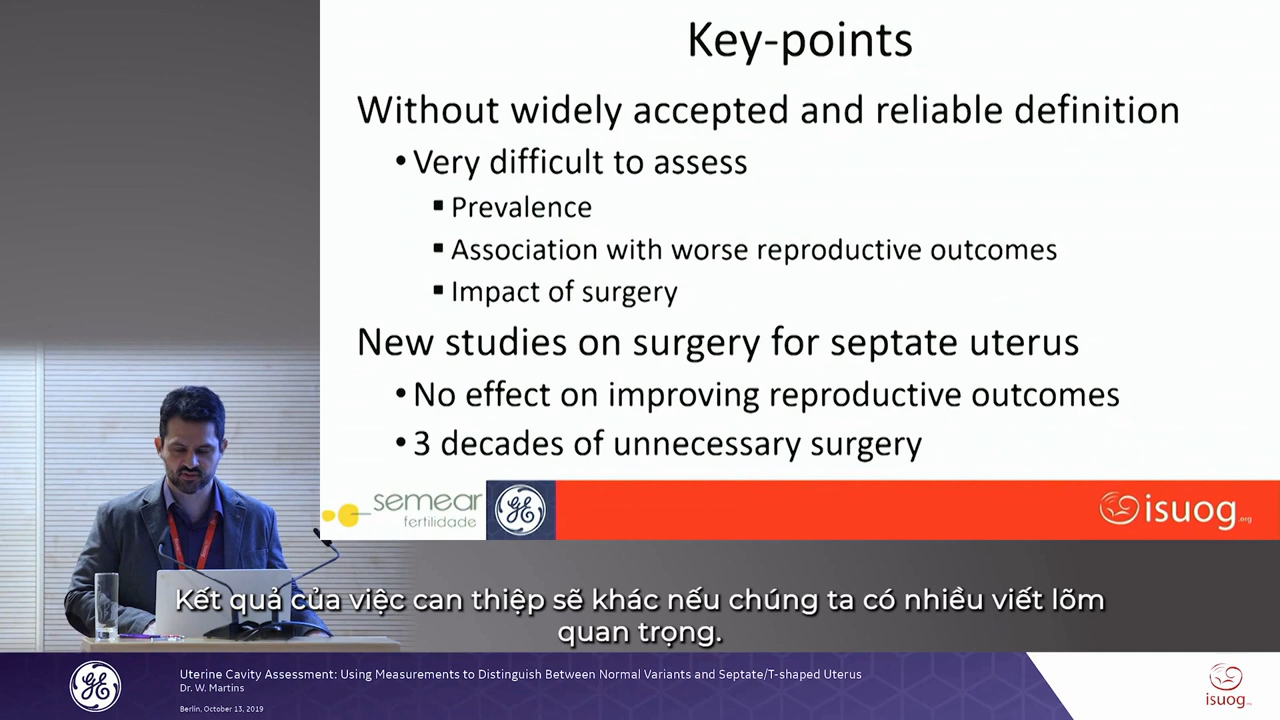 Key-points
Without widely accepted and reliable definition
• Very difficult to assess
▪ Prevalence
▪ Association with worse reproductive outcomes
▪ Impact of surgery
New studies on surgery for septate uterus
• No effect on improving reproductive outcomes
• 3 decades of unnecessary surgery
semear
fertilidade
GE
isuog.org
Kết quả của việc can thiệp sẽ khác nếu chúng ta có nhiều viết lõm
quan trọng.
GE
Uterine Cavity Assessment: Using Measurements to Distinguish Between Normal Variants and Septate/T-shaped Uterus
Dr. W. Martins
Berlin, October 13, 2019
isuog.org